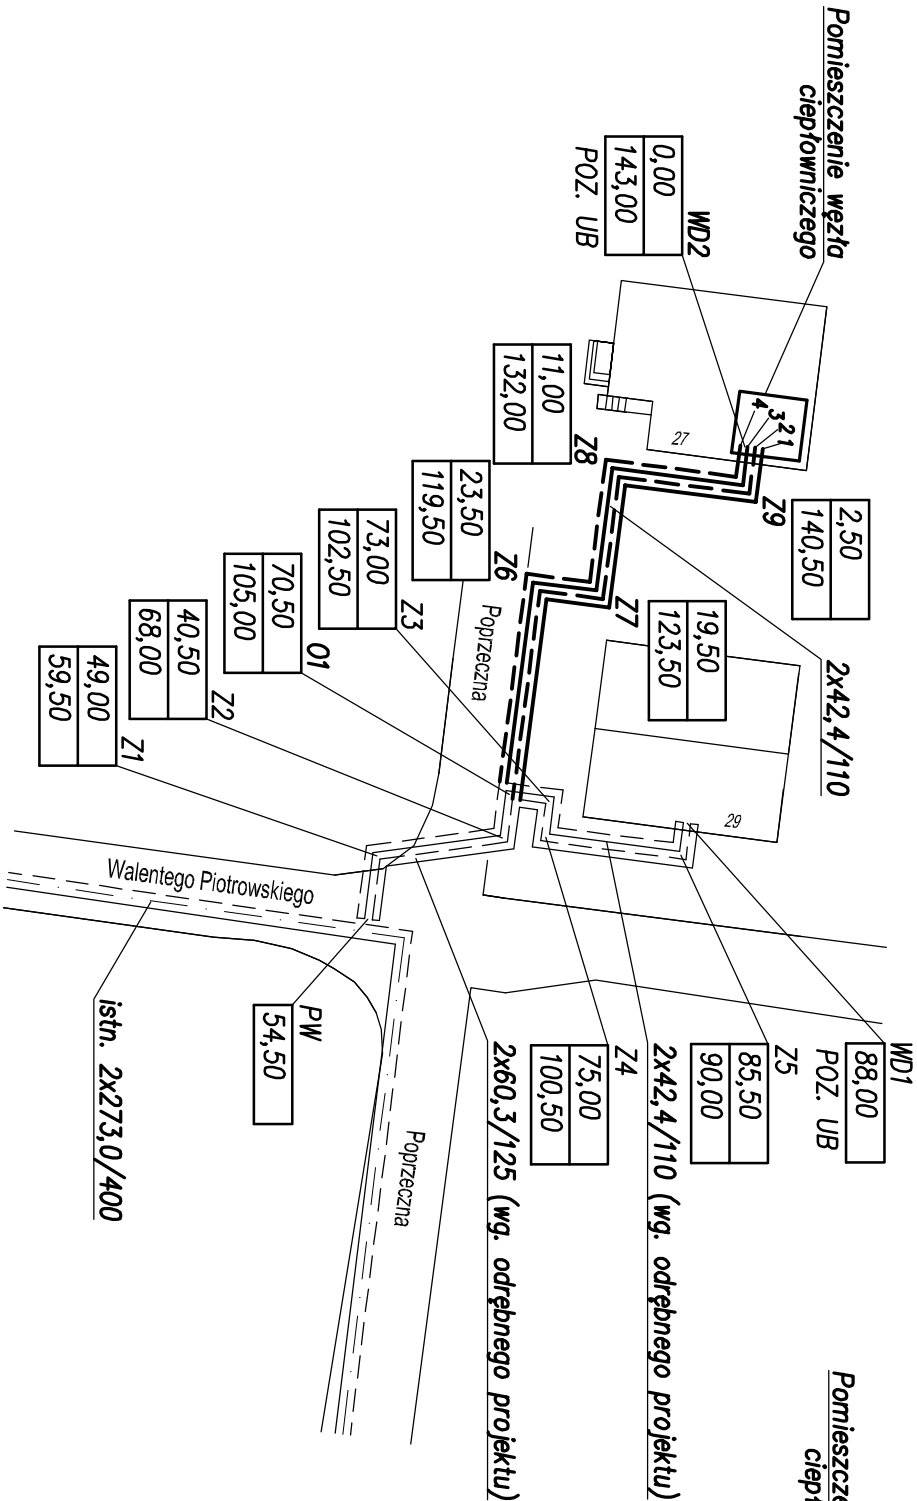 Pomieszczenie węzła
ciepłowniczego
WD2
0,00
143,00
POZ. UB
11,00
132,00
Z8
23,50
119,50
Z6
73,00
102,50
Z3
70,50
105,00
O1
40,50
68,00
Z2
49,00
59,50
Z1
1
2
3
4
27
Z9
2,50
140,50
Z7
19,50
123,50
2x42,4/110
29
Poprzeczna
Walentego Piotrowskiego
WD1
88,00
POZ. UB
Z5
85,50
90,00
2x42,4/110 (wg. odrębnego projektu)
Z4
75,00
100,50
2x60,3/125 (wg. odrębnego projektu)
PW
54,50
Poprzeczna
istn. 2x273,0/400